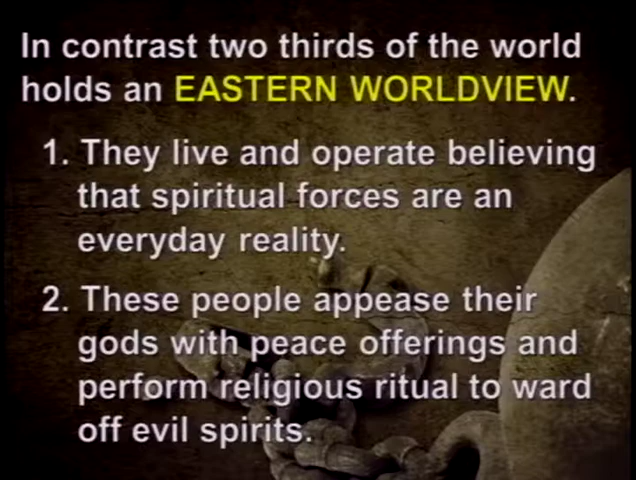 In contrast two thirds of the world
holds an EASTERN WORLDVIEW.
1. They live and operate believing
that spiritual forces are an
everyday reality.
2. These people appease their
gods with peace offerings and
perform religious ritual to ward
off evil spirits.